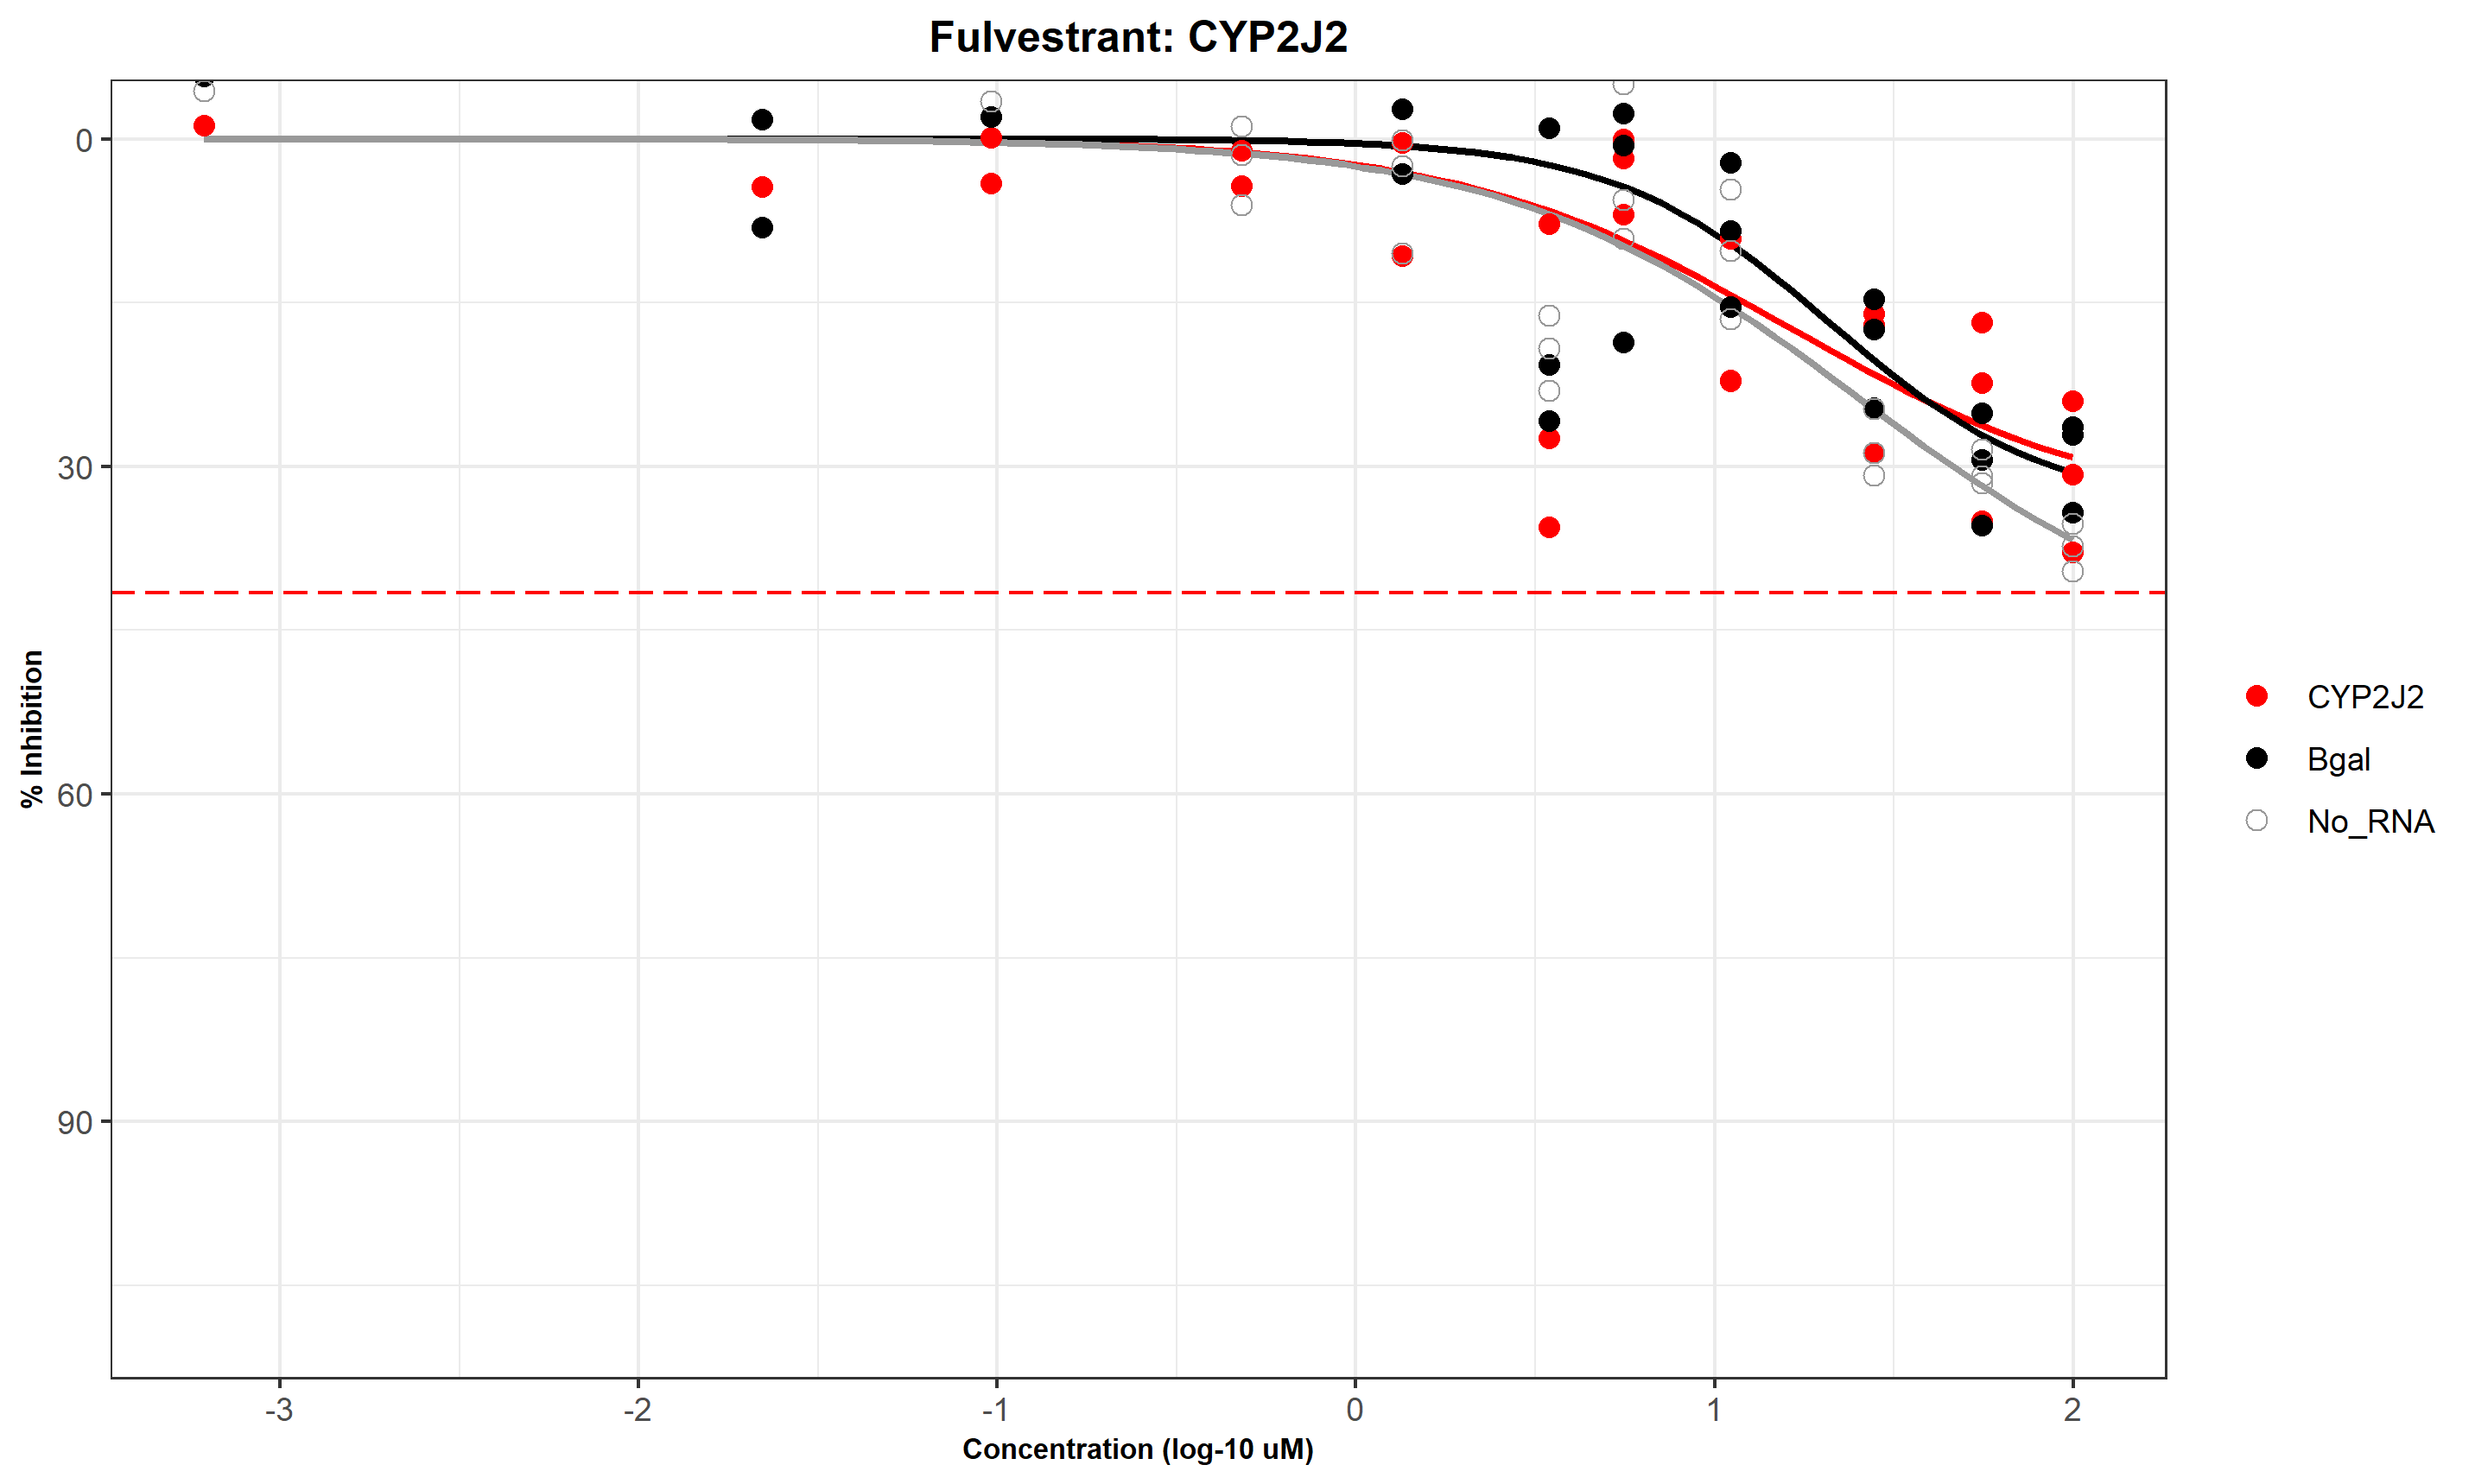 Fulvestrant: CYP2J2
% Inhibition
0
30
60
90
-3
-2
-1
0
1
2
Concentration (log-10 uM)
CYP2J2
Bgal
No_RNA